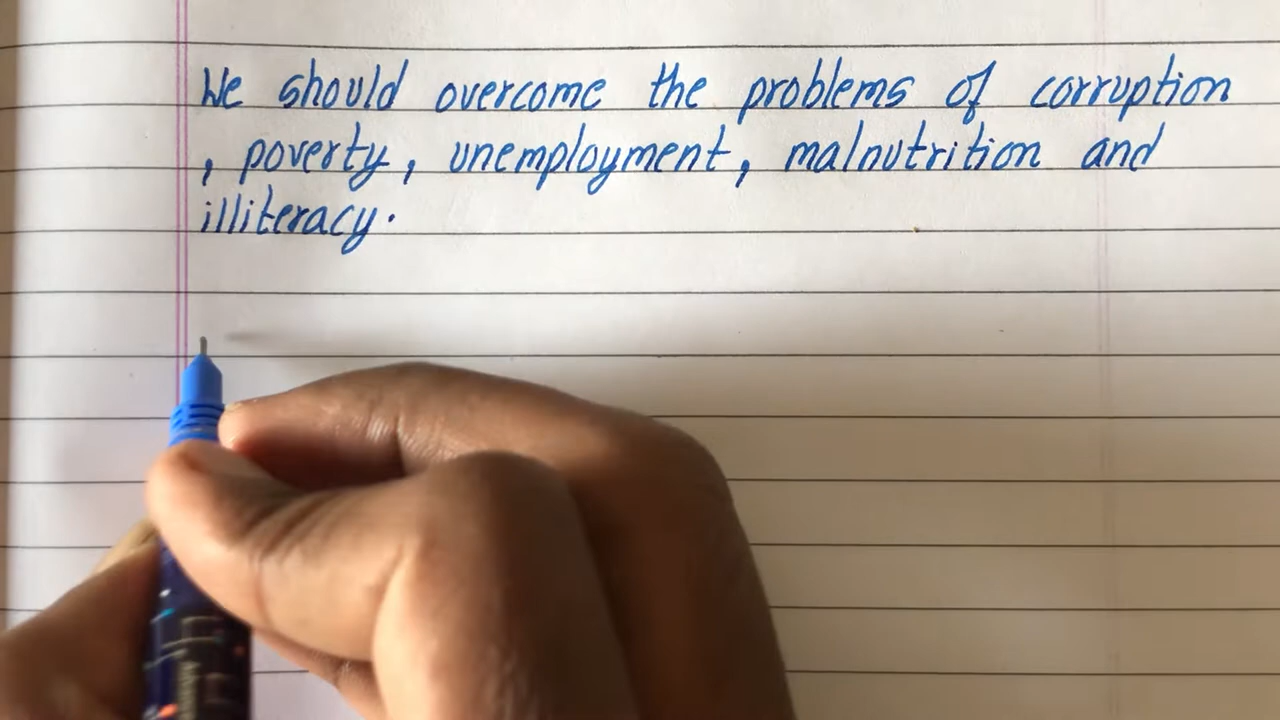 We should overcome the problems of corruption
, poverty, unemployment, malnutrition and
illiteracy.